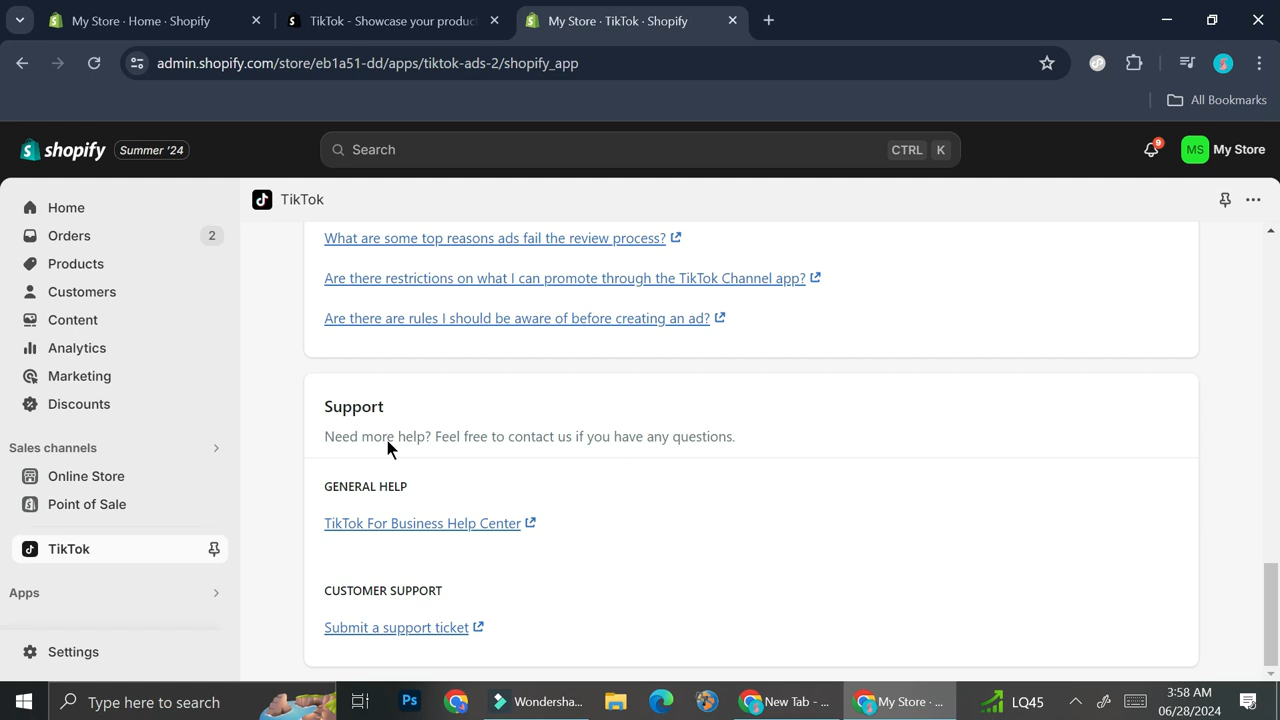 My Store · Home · Shopify
TikTok - Showcase your product
My Store · TikTok · Shopify
admin.shopify.com/store/eb1a51-dd/apps/tiktok-ads-2/shopify_app
All Bookmarks
shopify
Summer '24
Search
CTRL
K
9
MS
My Store
Home
Orders
2
Products
Customers
Content
Analytics
Marketing
Discounts
Sales channels
Online Store
Point of Sale
TikTok
Apps
Settings
TikTok
What are some top reasons ads fail the review process?
Are there restrictions on what I can promote through the TikTok Channel app?
Are there are rules I should be aware of before creating an ad?
Support
Need more help? Feel free to contact us if you have any questions.
GENERAL HELP
TikTok For Business Help Center
CUSTOMER SUPPORT
Submit a support ticket
Type here to search
Ps
Wondersha...
New Tab - ...
My Store · ...
LQ45
3:58 AM
06/28/2024